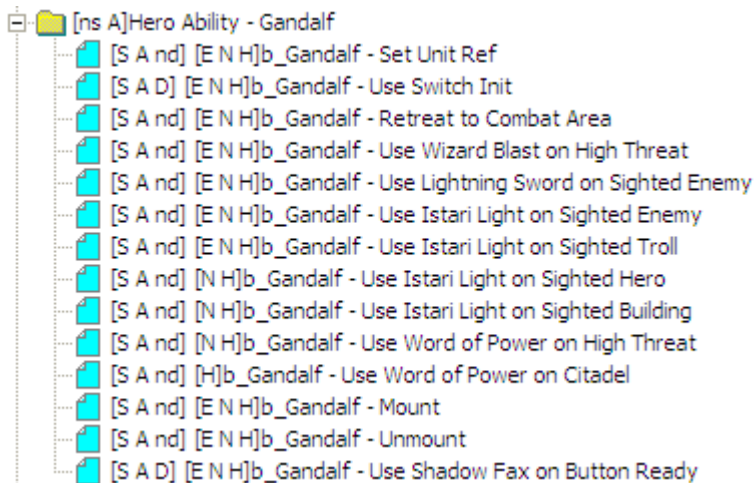 [ns A]Hero Ability - Gandalf
[S A nd] [E N H]b_Gandalf - Set Unit Ref
[S A D] [E N H]b_Gandalf - Use Switch Init
[S A nd] [E N H]b_Gandalf - Retreat to Combat Area
[S A nd] [E N H]b_Gandalf - Use Wizard Blast on High Threat
[S A nd] [E N H]b_Gandalf - Use Lightning Sword on Sighted Enemy
[S A nd] [E N H]b_Gandalf - Use Istari Light on Sighted Enemy
[S A nd] [E N H]b_Gandalf - Use Istari Light on Sighted Troll
[S A nd] [N H]b_Gandalf - Use Istari Light on Sighted Hero
[S A nd] [N H]b_Gandalf - Use Istari Light on Sighted Building
[S A nd] [N H]b_Gandalf - Use Word of Power on High Threat
[S A nd] [H]b_Gandalf - Use Word of Power on Citadel
[S A nd] [E N H]b_Gandalf - Mount
[S A nd] [E N H]b_Gandalf - Unmount
[S A D] [E N H]b_Gandalf - Use Shadow Fax on Button Ready